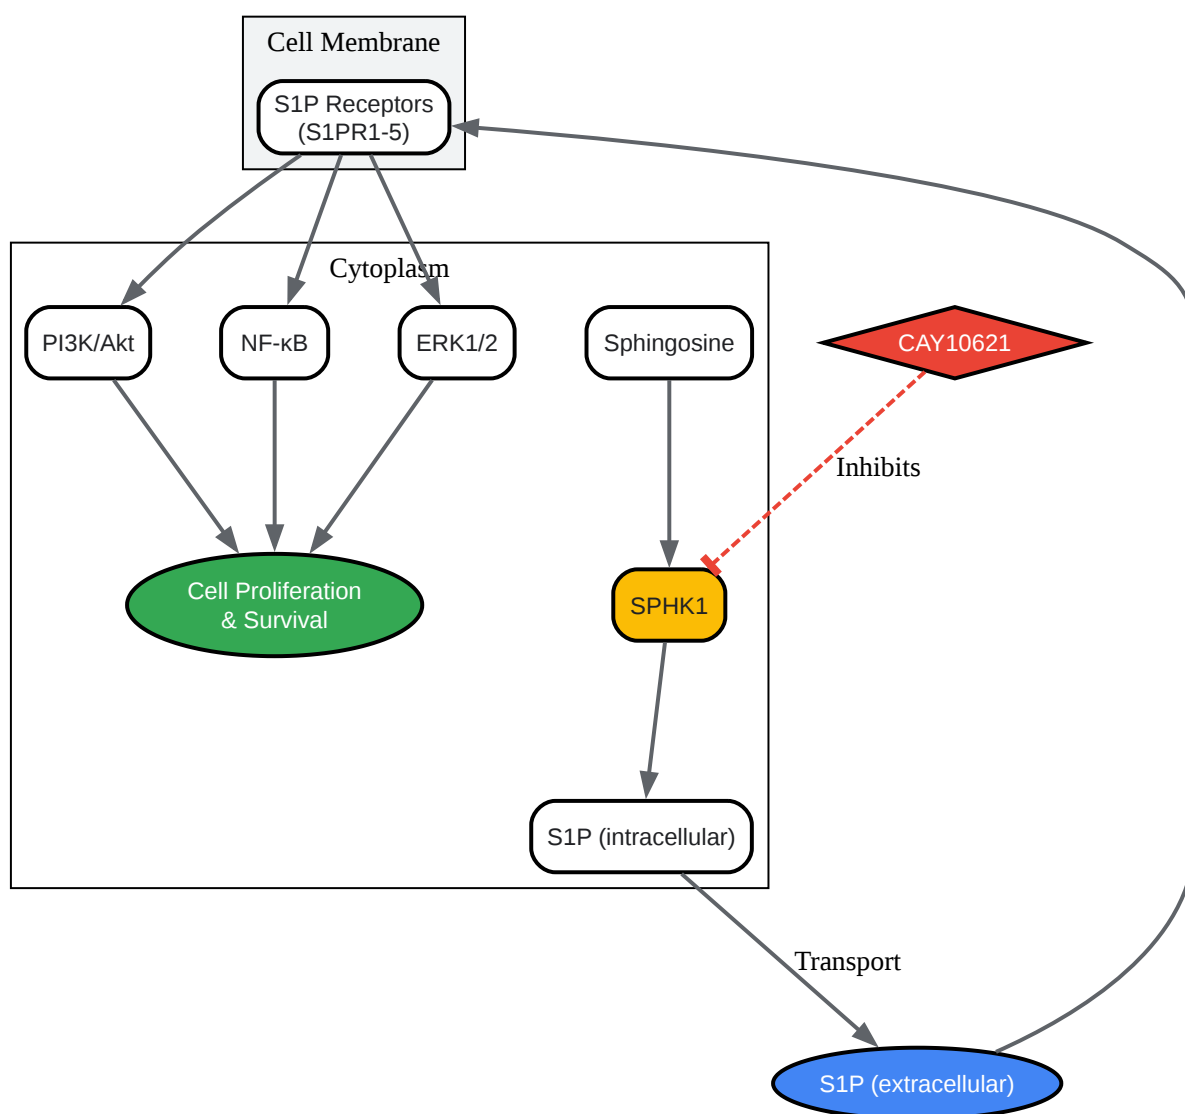 Cell Membrane
S1P Receptors
(S1PR1-5)
Cytoplasm
PI3K/Akt
NF-κB
ERK1/2
Sphingosine
CAY10621
Inhibits
Cell Proliferation
& Survival
SPHK1
S1P (intracellular)
Transport
S1P (extracellular)